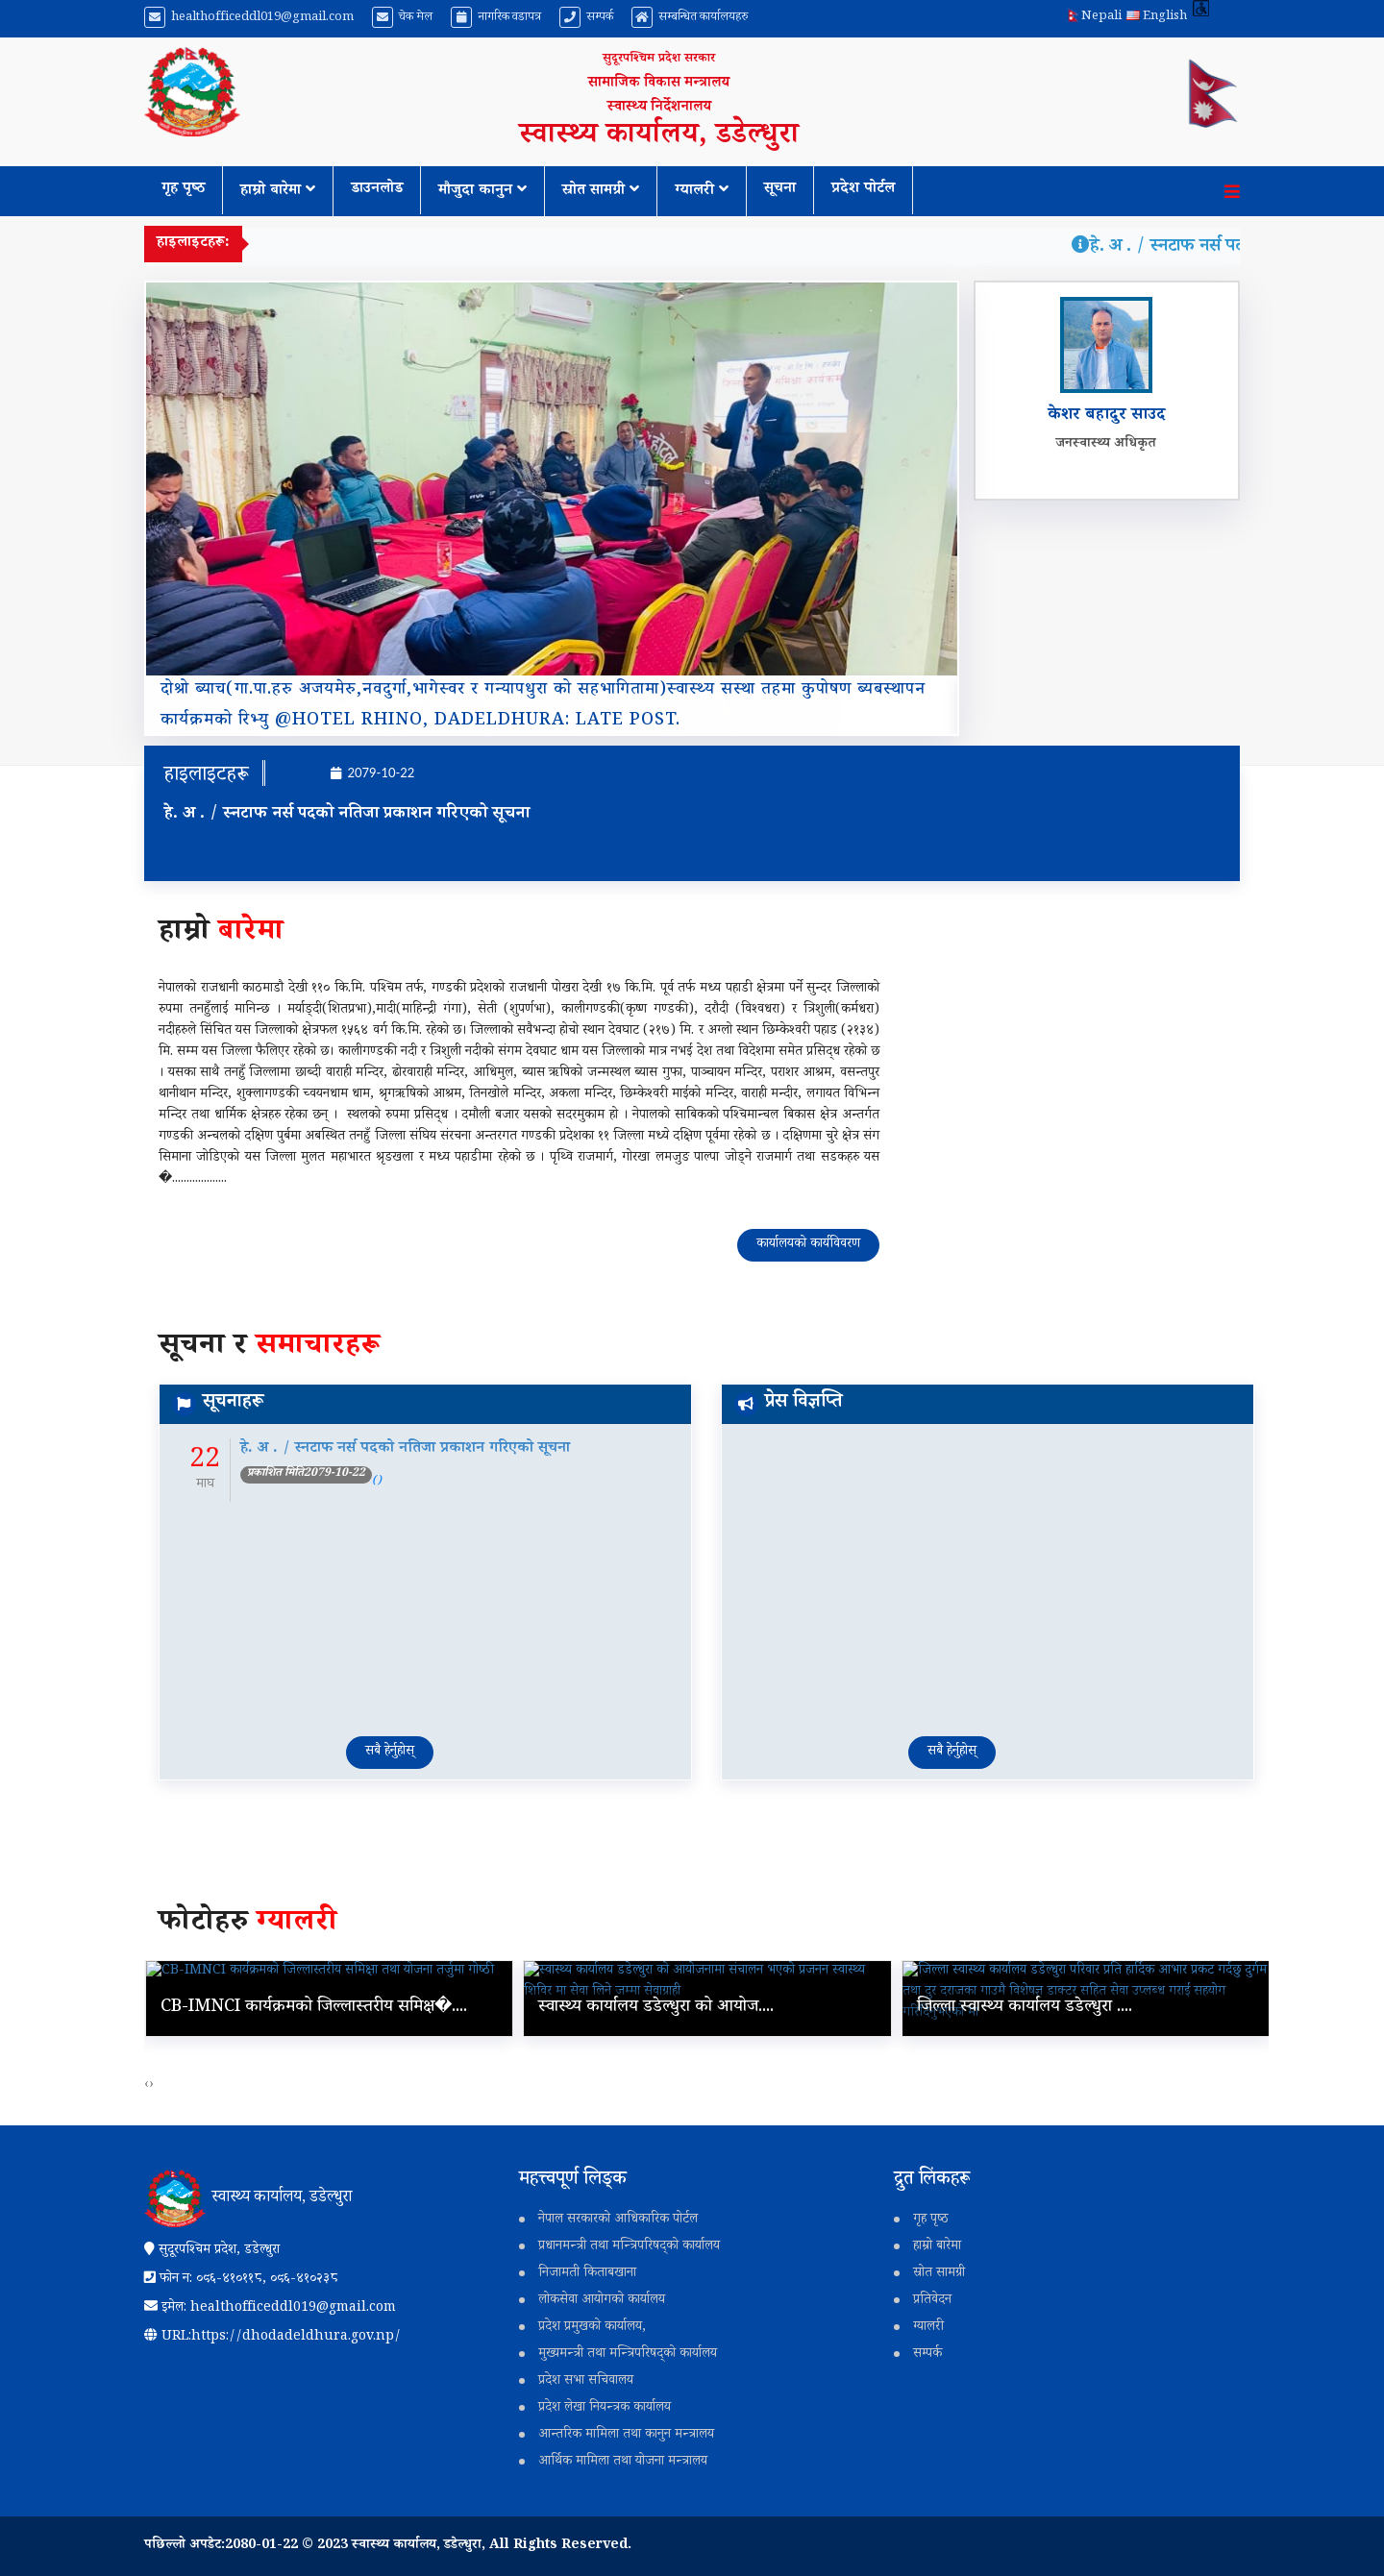 healthofficeddl019@gmail.com चेक मेल नागरिक वडापत्र सम्पर्क सम्बन्धित कार्यालयहरु Nepali English
सुदूरपश्चिम प्रदेश सरकार
सामाजिक विकास मन्त्रालय
स्वास्थ्य निर्देशनालय
स्वास्थ्य कार्यालय, डडेल्धुरा
गृह पृष्ठ हाम्रो बारेमा डाउनलोड मौजुदा कानुन स्रोत सामग्री ग्यालरी सूचना प्रदेश पोर्टल
हाइलाइटहरू:
हे. अ . / स्नटाफ नर्स पद
केशर बहादुर साउद
जनस्वास्थ्य अधिकृत
दोश्रो ब्याच(गा.पा.हरु अजयमेरु,नवदुर्गा,भागेस्वर र गन्यापधुरा को सहभागितामा)स्वास्थ्य सस्था तहमा कुपोषण ब्यबस्थापन
कार्यक्रमको रिभ्यु @HOTEL RHINO, DADELDHURA: LATE POST.
हाइलाइटहरू 2079-10-22
हे. अ . / स्नटाफ नर्स पदको नतिजा प्रकाशन गरिएको सूचना
हाम्रो बारेमा
नेपालको राजधानी काठमाडौ देखी ११० कि.मि. पश्चिम तर्फ, गण्डकी प्रदेशको राजधानी पोखरा देखी १७ कि.मि. पूर्व तर्फ मध्य पहाडी क्षेत्रमा पर्ने सुन्दर जिल्लाको
रुपमा तनहुँलाई मानिन्छ । मर्याङ्दी(शितप्रभा),मादी(माहिन्द्री गंगा), सेती (शुपर्णभा), कालीगण्डकी(कृष्ण गण्डकी), दरौदी (विश्वधरा) र त्रिशुली(कर्मधरा)
नदीहरुले सिंचित यस जिल्लाको क्षेत्रफल १५६४ वर्ग कि.मि. रहेको छ। जिल्लाको सवैभन्दा होचो स्थान देवघाट (२१७) मि. र अग्लो स्थान छिम्केश्वरी पहाड (२१३४)
मि. सम्म यस जिल्ला फैलिएर रहेको छ। कालीगण्डकी नदी र त्रिशुली नदीको संगम देवघाट धाम यस जिल्लाको मात्र नभई देश तथा विदेशमा समेत प्रसिद्ध रहेको छ
। यसका साथै तनहुँ जिल्लामा छाब्दी वाराही मन्दिर, ढोरवाराही मन्दिर, आधिमुल, ब्यास ऋषिको जन्मस्थल ब्यास गुफा, पाञ्चायन मन्दिर, पराशर आश्रम, वसन्तपुर
थानीथान मन्दिर, शुक्लागण्डकी च्वयनधाम धाम, श्रृगऋषिको आश्रम, तिनखोले मन्दिर, अकला मन्दिर, छिम्केश्वरी माईको मन्दिर, वाराही मन्दीर, लगायत विभिन्न
मन्दिर तथा धार्मिक क्षेत्रहरु रहेका छन् । स्थलको रुपमा प्रसिद्ध । दमौली बजार यसको सदरमुकाम हो । नेपालको साबिकको पश्चिमान्चल बिकास क्षेत्र अन्तर्गत
गण्डकी अन्चलको दक्षिण पुर्बमा अबस्थित तनहुँ जिल्ला संघिय संरचना अन्तरगत गण्डकी प्रदेशका ११ जिल्ला मध्ये दक्षिण पूर्वमा रहेको छ । दक्षिणमा चुरे क्षेत्र संग
सिमाना जोडिएको यस जिल्ला मुलत महाभारत श्रृङखला र मध्य पहाडीमा रहेको छ । पृथ्वि राजमार्ग, गोरखा लमजुङ पाल्पा जोड्ने राजमार्ग तथा सडकहरु यस
�...................
कार्यालयको कार्यविवरण
सूचना र समाचारहरू
सूचनाहरू
22
माघ
हे. अ . / स्नटाफ नर्स पदको नतिजा प्रकाशन गरिएको सूचना
प्रकाशित मिति2079-10-22 ()
सबै हेर्नुहोस्
प्रेस विज्ञप्ति
सबै हेर्नुहोस्
फोटोहरु ग्यालरी
CB-IMNCI कार्यक्रमको जिल्लास्तरीय समिक्षा तथा योजना तर्जुमा गोष्ठी
CB-IMNCI कार्यक्रमको जिल्लास्तरीय समिक्ष�....
स्वास्थ्य कार्यालय डडेल्धुरा को आयोजनामा संचालन भएको प्रजनन स्वास्थ्य
शिविर मा सेवा लिने जम्मा सेवाग्राही
स्वास्थ्य कार्यालय डडेल्धुरा को आयोज....
जिल्ला स्वास्थ्य कार्यालय डडेल्धुरा परिवार प्रति हार्दिक आभार प्रकट गर्दछु दुर्गम
तथा दूर दराजका गाउमै विशेषज्ञ डाक्टर सहित सेवा उप्लब्ध गराई सहयोग
जिल्ला स्वास्थ्य कार्यालय डडेल्धुरा ....
‹ ›
स्वास्थ्य कार्यालय, डडेल्धुरा
सुदूरपश्चिम प्रदेश, डडेल्धुरा
फोन न: ०९६-४१०११९, ०९६-४१०२३९
इमेल: healthofficeddl019@gmail.com
URL:https://dhodadeldhura.gov.np/
महत्त्वपूर्ण लिङ्क
नेपाल सरकारको आधिकारिक पोर्टल
प्रधानमन्त्री तथा मन्त्रिपरिषद्को कार्यालय
निजामती किताबखाना
लोकसेवा आयोगको कार्यालय
प्रदेश प्रमुखको कार्यालय,
मुख्यमन्त्री तथा मन्त्रिपरिषद्को कार्यालय
प्रदेश सभा सचिवालय
प्रदेश लेखा नियन्त्रक कार्यालय
आन्तरिक मामिला तथा कानुन मन्त्रालय
आर्थिक मामिला तथा योजना मन्त्रालय
द्रुत लिंकहरू
गृह पृष्ठ
हाम्रो बारेमा
स्रोत सामग्री
प्रतिवेदन
ग्यालरी
सम्पर्क
पछिल्लो अपडेट:2080-01-22 © 2023 स्वास्थ्य कार्यालय, डडेल्धुरा, All Rights Reserved.